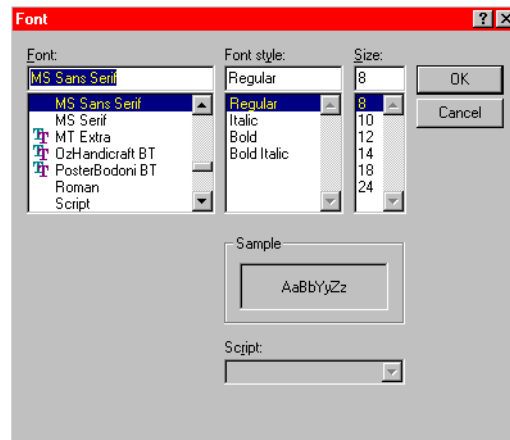 Font
Font:
MS Sans Serif
MS Sans Serif
MS Serif
MT Extra
OzHandicraft BT
PosterBodoni BT
Roman
Script
Font style:
Regular
Regular
Italic
Bold
Bold Italic
Size:
8
8
10
12
14
18
24
OK
Cancel
Sample
AaBbYyZz
Script: